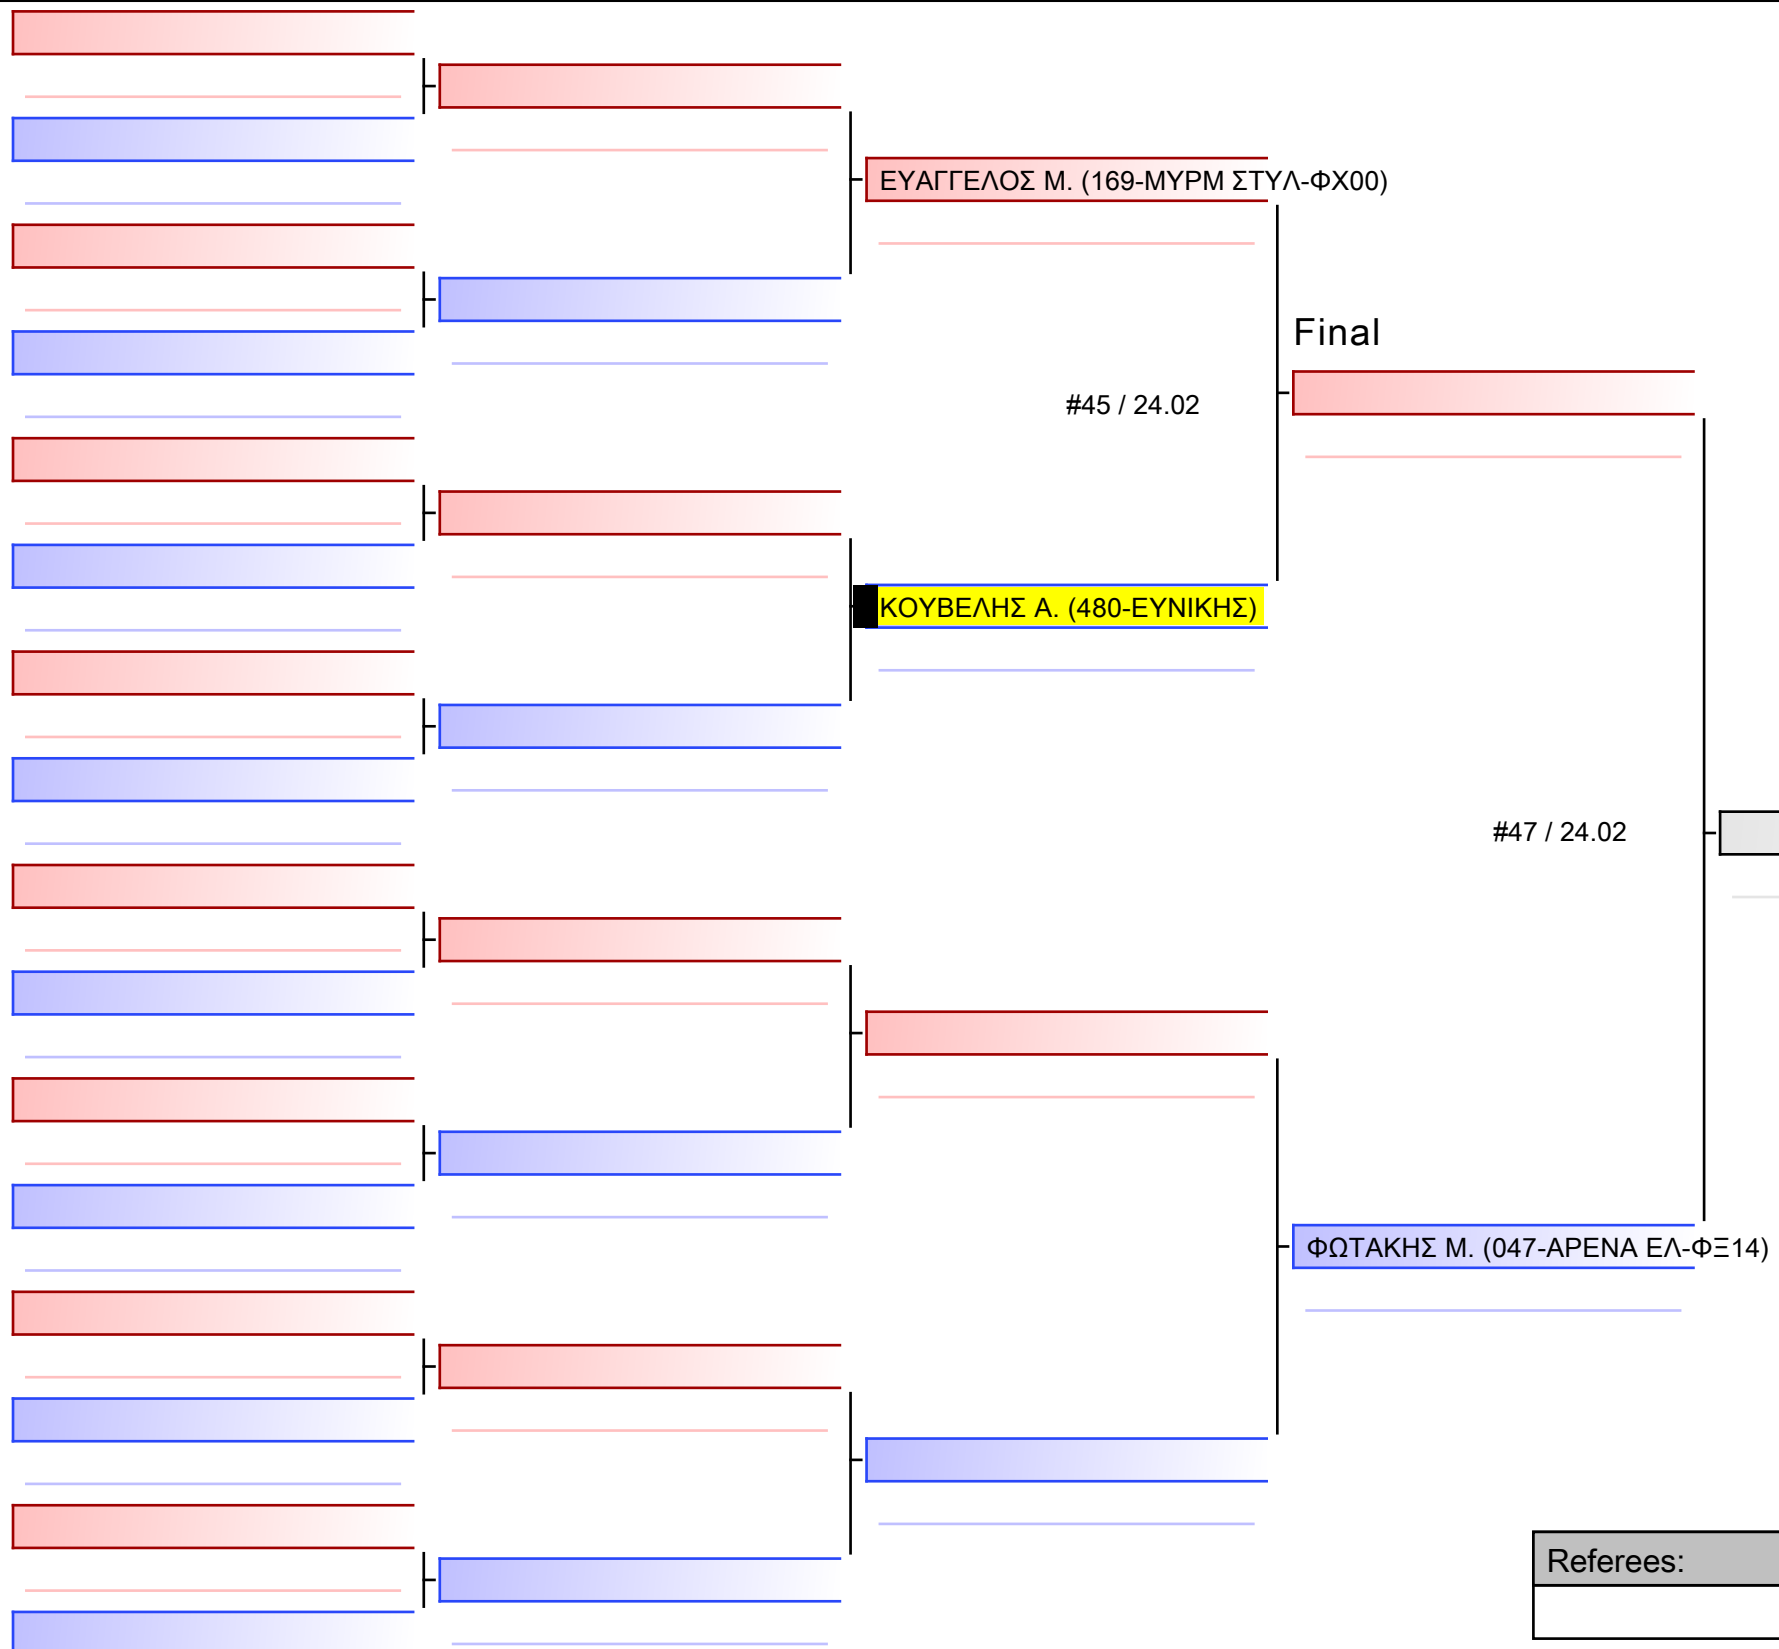 ΕΥΑΓΓΕΛΟΣ Μ. (169-ΜΥΡΜ ΣΤΥΛ-ΦΧ00)
Final
#45 / 24.02
ΚΟΥΒΕΛΗΣ Α. (480-ΕΥΝΙΚΗΣ)
#47 / 24.02
ΦΩΤΑΚΗΣ Μ. (047-ΑΡΕΝΑ ΕΛ-ΦΞ14)
Referees: